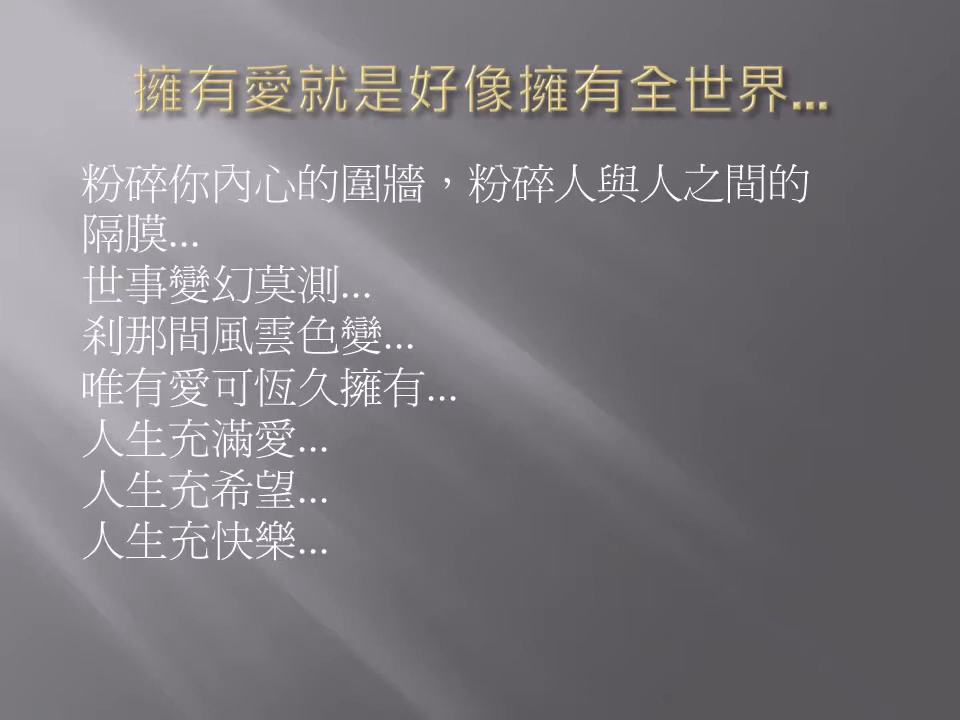 擁有愛就是好像擁有全世界...
粉碎你內心的圍牆，粉碎人與人之間的
隔膜...
世事變幻莫測...
剎那間風雲色變...
唯有愛可恆久擁有...
人生充滿愛...
人生充希望...
人生充快樂...